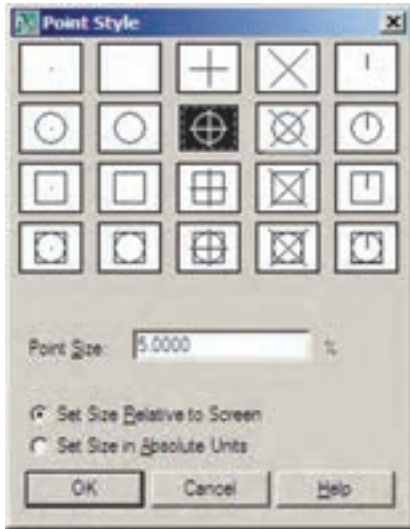 Point Style
Point Size: 5.0000 %
Set Size Relative to Screen
Set Size in Absolute Units
OK Cancel Help